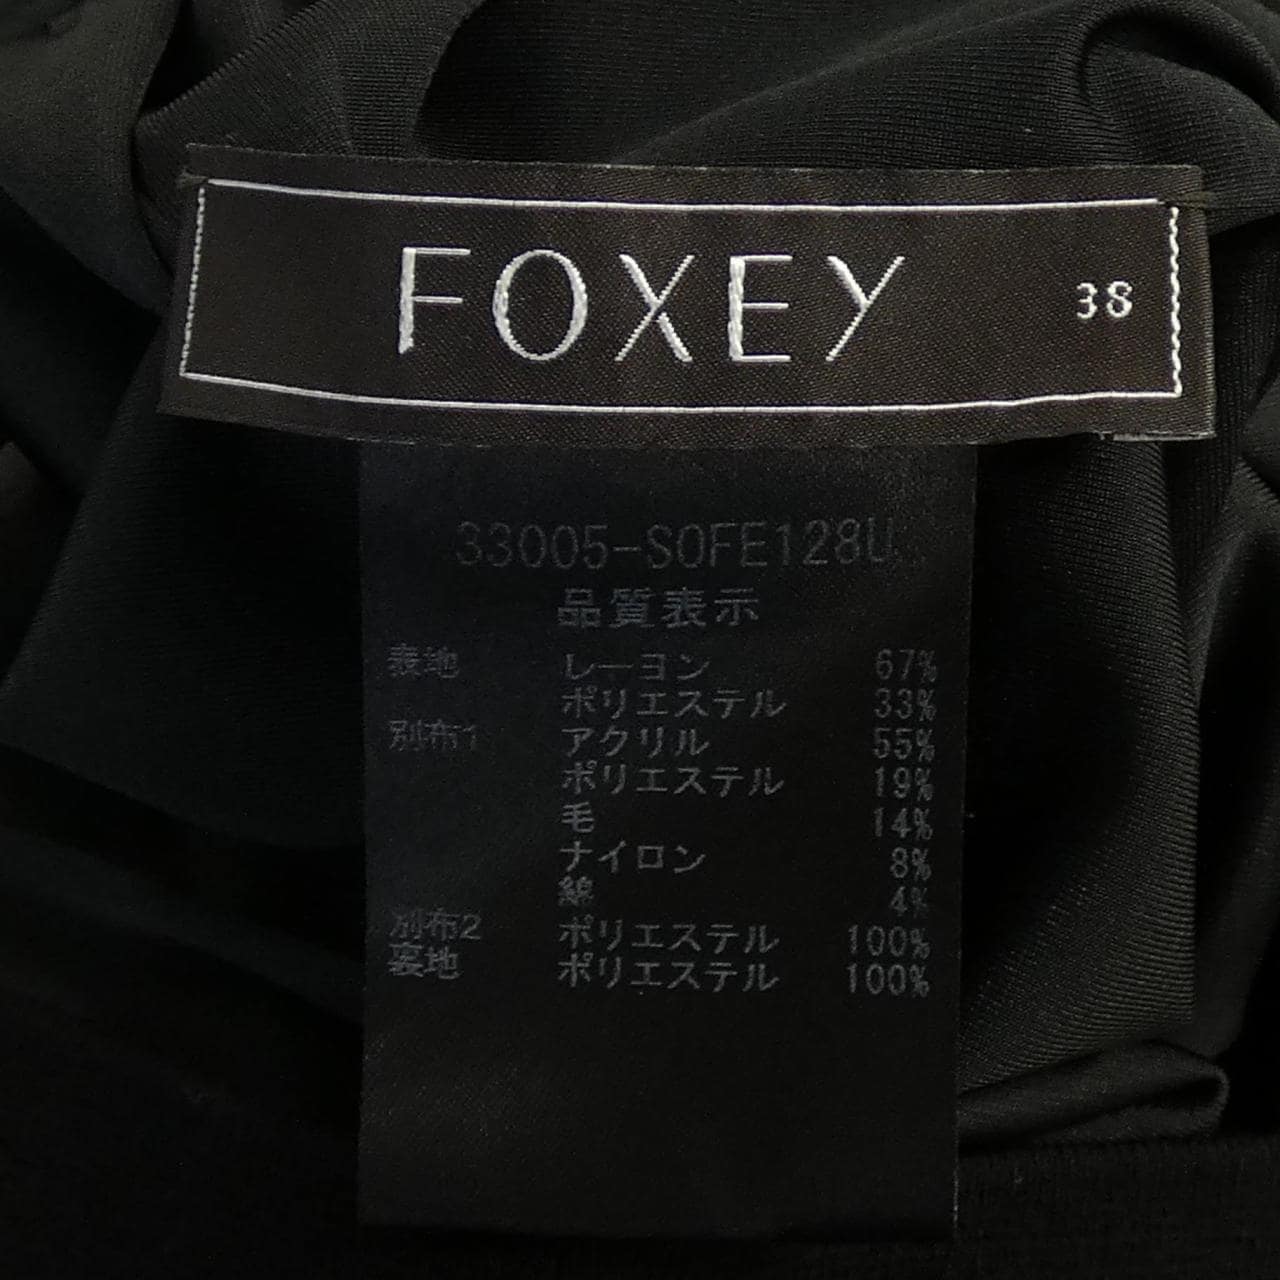 FOXEY 38
33005-SOFE128U
品質表示
表地 レーヨン 67%
ポリエステル 33%
別布1 アクリル 55%
ポリエステル 19%
毛 14%
ナイロン 8%
綿 4%
別布2 ポリエステル 100%
裏地 ポリエステル 100%